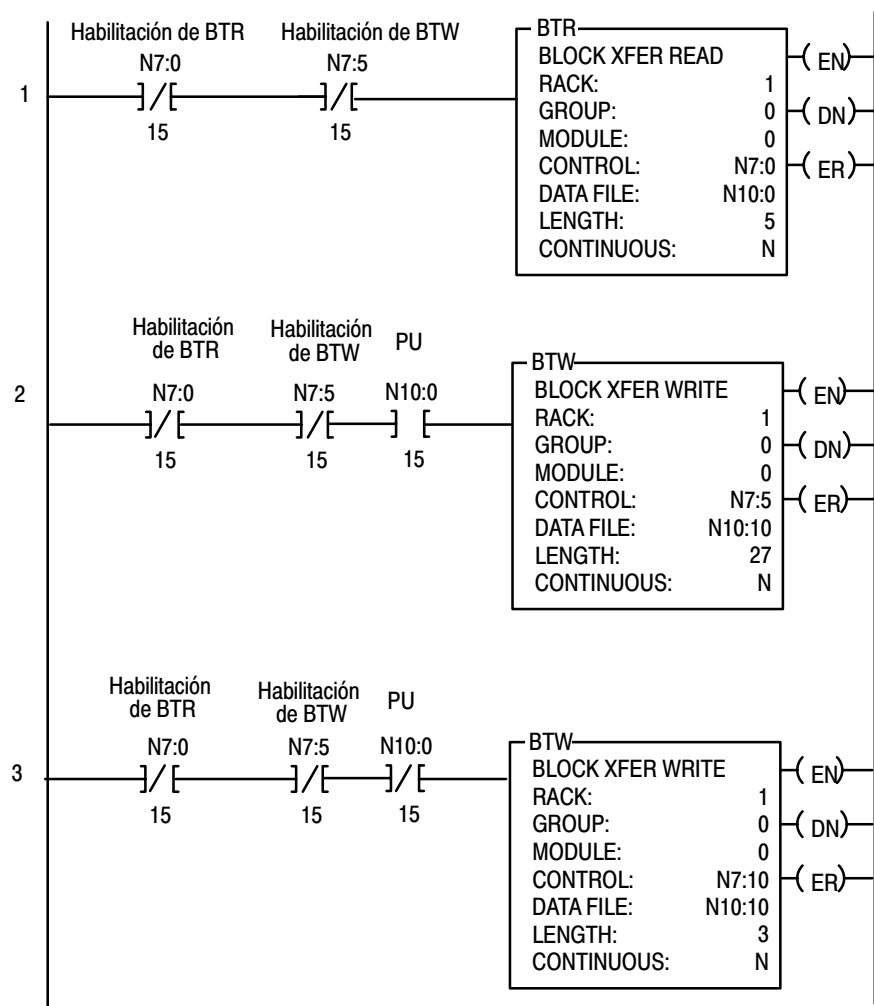 Habilitación de BTR Habilitación de BTW
N7:0 N7:5
1
]/[ ]/[
15 15
BTR
BLOCK XFER READ
RACK: 1
GROUP: 0
MODULE: 0
CONTROL: N7:0
DATA FILE: N10:0
LENGTH: 5
CONTINUOUS: N
( EN )
( DN )
( ER )
Habilitación
de BTR
Habilitación
de BTW
PU
2
N7:0 N7:5 N10:0
]/[ ]/[ ] [
15 15 15
BTW
BLOCK XFER WRITE
RACK: 1
GROUP: 0
MODULE: 0
CONTROL: N7:5
DATA FILE: N10:10
LENGTH: 27
CONTINUOUS: N
( EN )
( DN )
( ER )
Habilitación
de BTR
Habilitación
de BTW
PU
3
N7:0 N7:5 N10:0
]/[ ]/[ ]/[
15 15 15
BTW
BLOCK XFER WRITE
RACK: 1
GROUP: 0
MODULE: 0
CONTROL: N7:10
DATA FILE: N10:10
LENGTH: 3
CONTINUOUS: N
( EN )
( DN )
( ER )